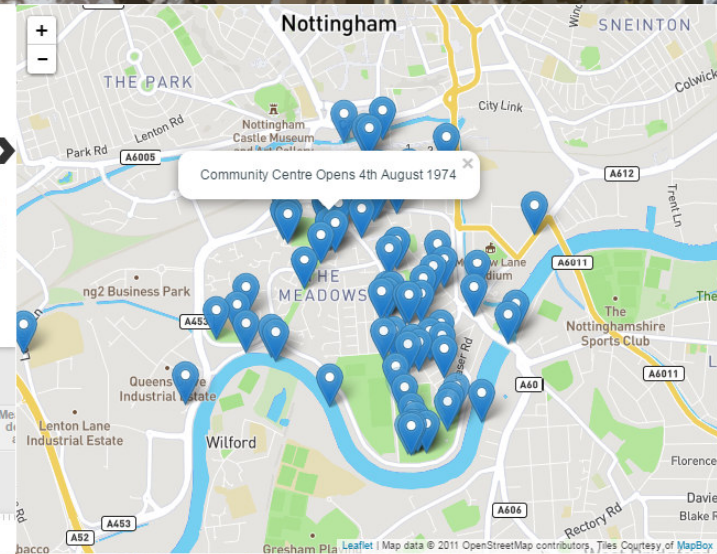 +
−
Nottingham
SNEINTON
THE PARK
City Link
Colwick
Nottingham
Castle Museum
Lenton Rd
Park Rd
A6005
×
Community Centre Opens 4th August 1974
A612
Trent Ln
A6011
THE
MEADOWS
ng2 Business Park
A453
The
Nottinghamshire
Sports Club
A6011
A60
Industrial Estate
Lenton Lane
Industrial Estate
Wilford
Florence
A606
Rectory Rd
Blake R
A453
A52
Leaflet | Map data © 2011 OpenStreetMap contributors, Tiles Courtesy of MapBox